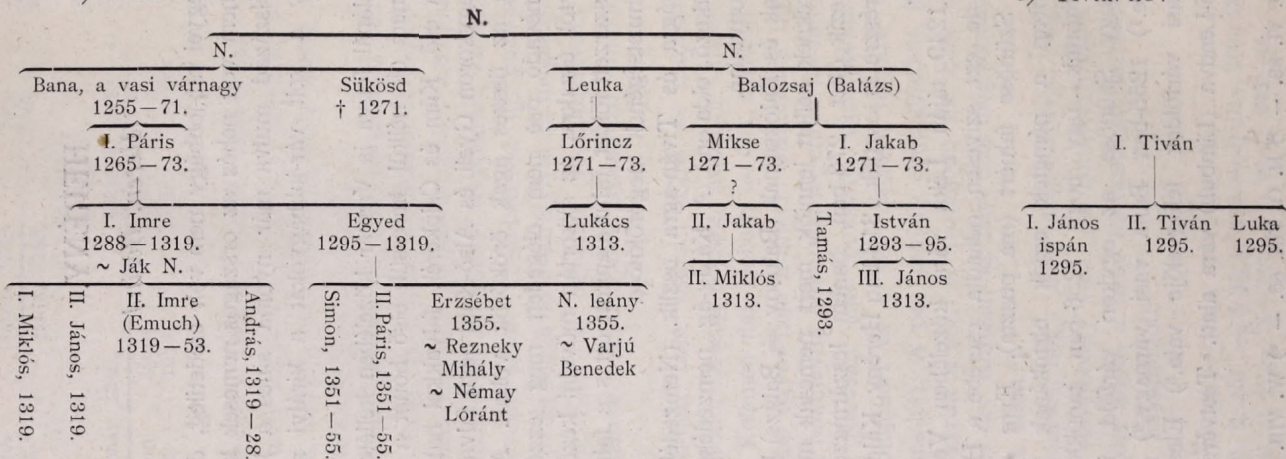 N.
N. N.
Bana, a vasi várnagy Sükösd Leuka Balozsaj (Balázs)
1255—71. † 1271.
I. Páris Lőrincz Mikse I. Jakab I. Tiván
1265—73. 1271—73. 1271—73. 1271—73.
?
I. Imre Egyed Lukács II. Jakab Tamás, 1293. István I. János II. Tiván Luka
1288—1319. 1295—1319. 1313. 1293—95. ispán 1295. 1295.
~ Ják N. II. Miklós III. János 1295.
1313. 1313.
I. Miklós, 1319. II. János, 1319. II. Imre András, 1319—28. Simon, 1351—55. II. Páris, 1351—55. Erzsébet N. leány
(Emuch) 1355. 1355.
1319—53. ~ Rezneky ~ Varjú
Mihály Benedek
~ Némay
Lóránt